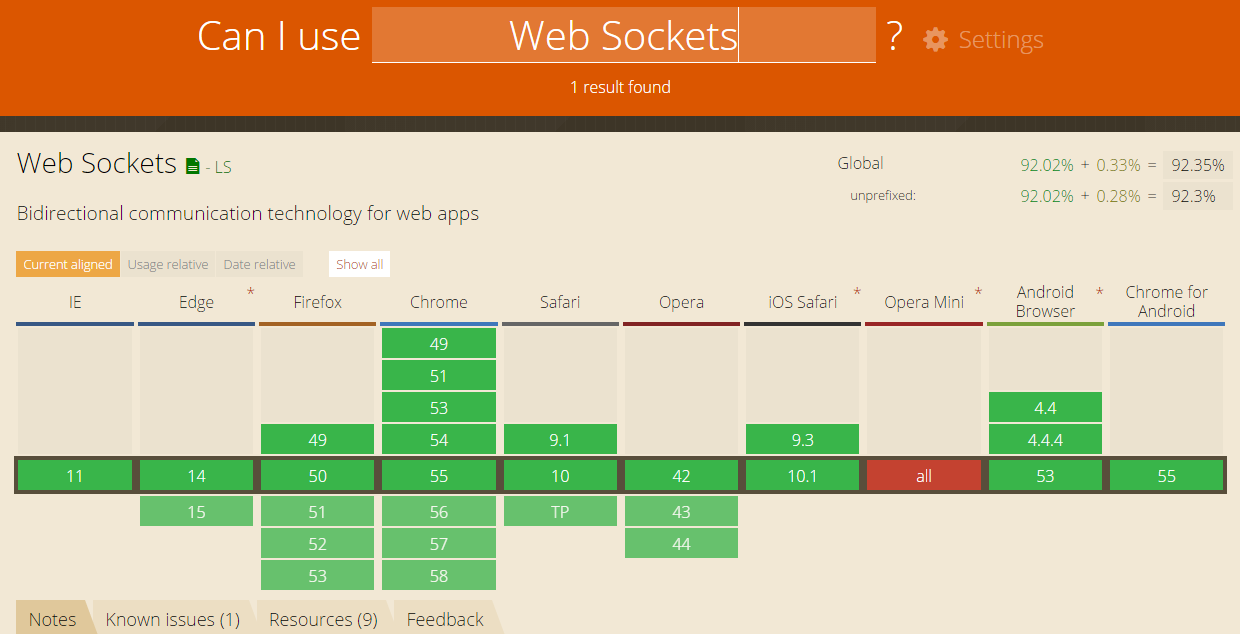 Can I use Web Sockets ? Settings
1 result found
Web Sockets - LS
Global 92.02% + 0.33% = 92.35%
unprefixed: 92.02% + 0.28% = 92.3%
Bidirectional communication technology for web apps
Current aligned Usage relative Date relative Show all
IE Edge * Firefox Chrome Safari Opera iOS Safari * Opera Mini * Android Browser * Chrome for Android
49
51
53 4.4
49 54 9.1 9.3 4.4.4
11 14 50 55 10 42 10.1 all 53 55
15 51 56 TP 43
52 57 44
53 58
Notes Known issues (1) Resources (9) Feedback